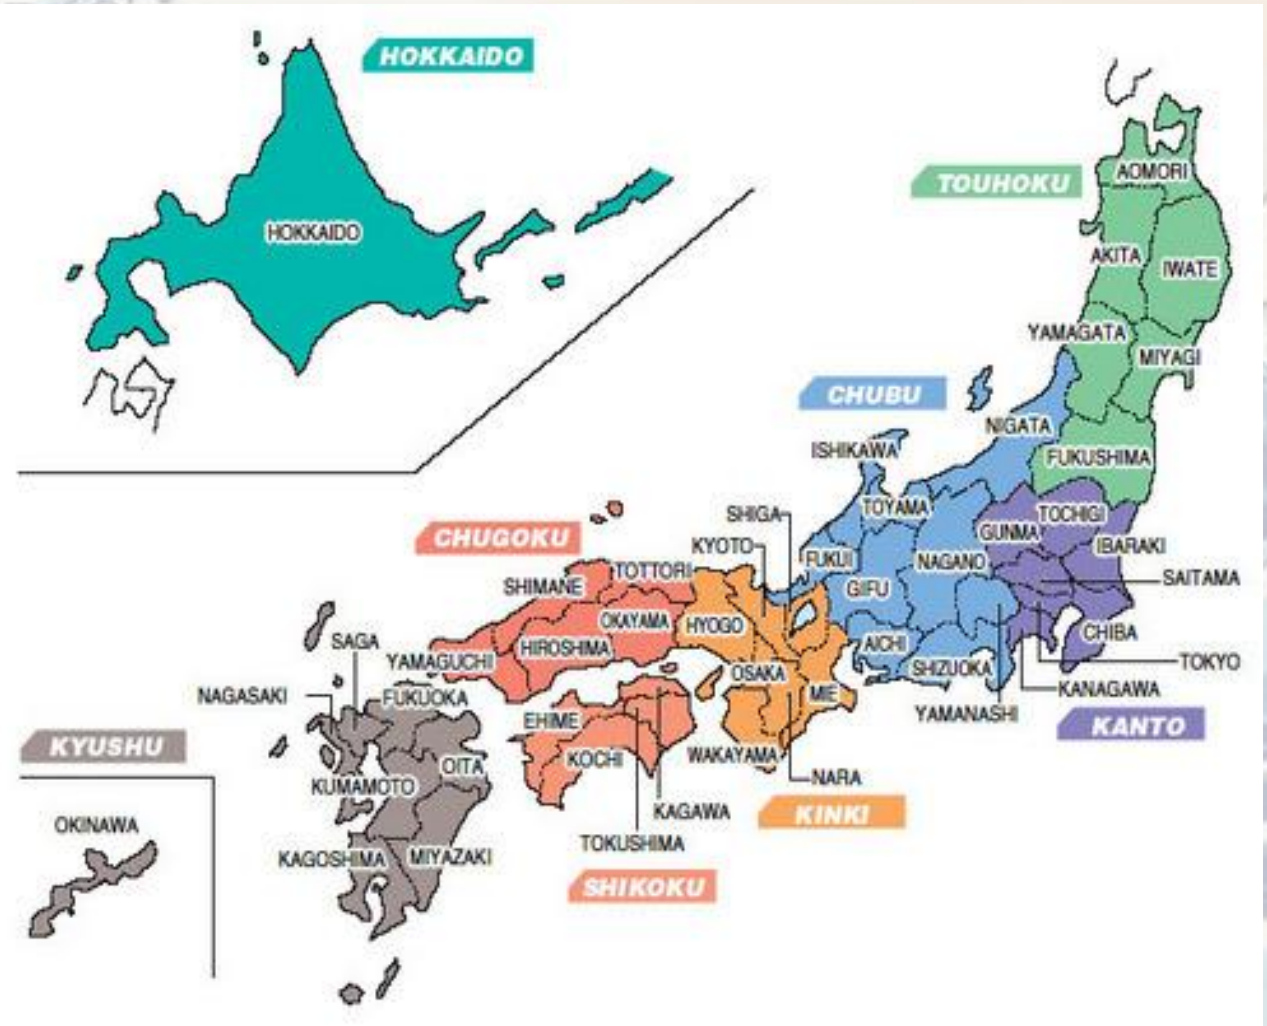 HOKKAIDO
HOKKAIDO
TOUHOKU
AOMORI
AKITA
IWATE
YAMAGATA
MIYAGI
FUKUSHIMA
CHUBU
NIGATA
ISHIKAWA
TOYAMA
FUKUI
GIFU
NAGANO
AICHI
SHIZUOKA
YAMANASHI
TOCHIGI
GUNMA
IBARAKI
SAITAMA
CHIBA
TOKYO
KANAGAWA
KANTO
SHIGA
KYOTO
HYOGO
OSAKA
MIE
WAKAYAMA
NARA
KINKI
CHUGOKU
TOTTORI
SHIMANE
OKAYAMA
HIROSHIMA
YAMAGUCHI
EHIME
KOCHI
KAGAWA
TOKUSHIMA
SHIKOKU
SAGA
NAGASAKI
FUKUOKA
KYUSHU
OITA
KUMAMOTO
KAGOSHIMA
MIYAZAKI
OKINAWA